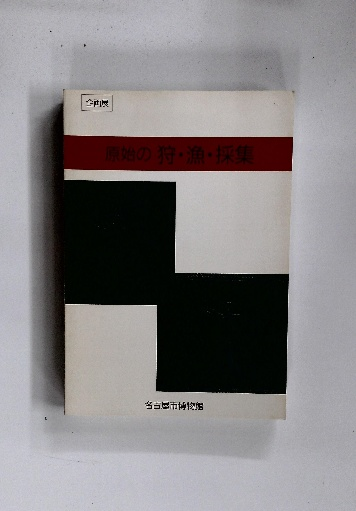 企画展
原始の 狩・漁・採集
名古屋市博物館